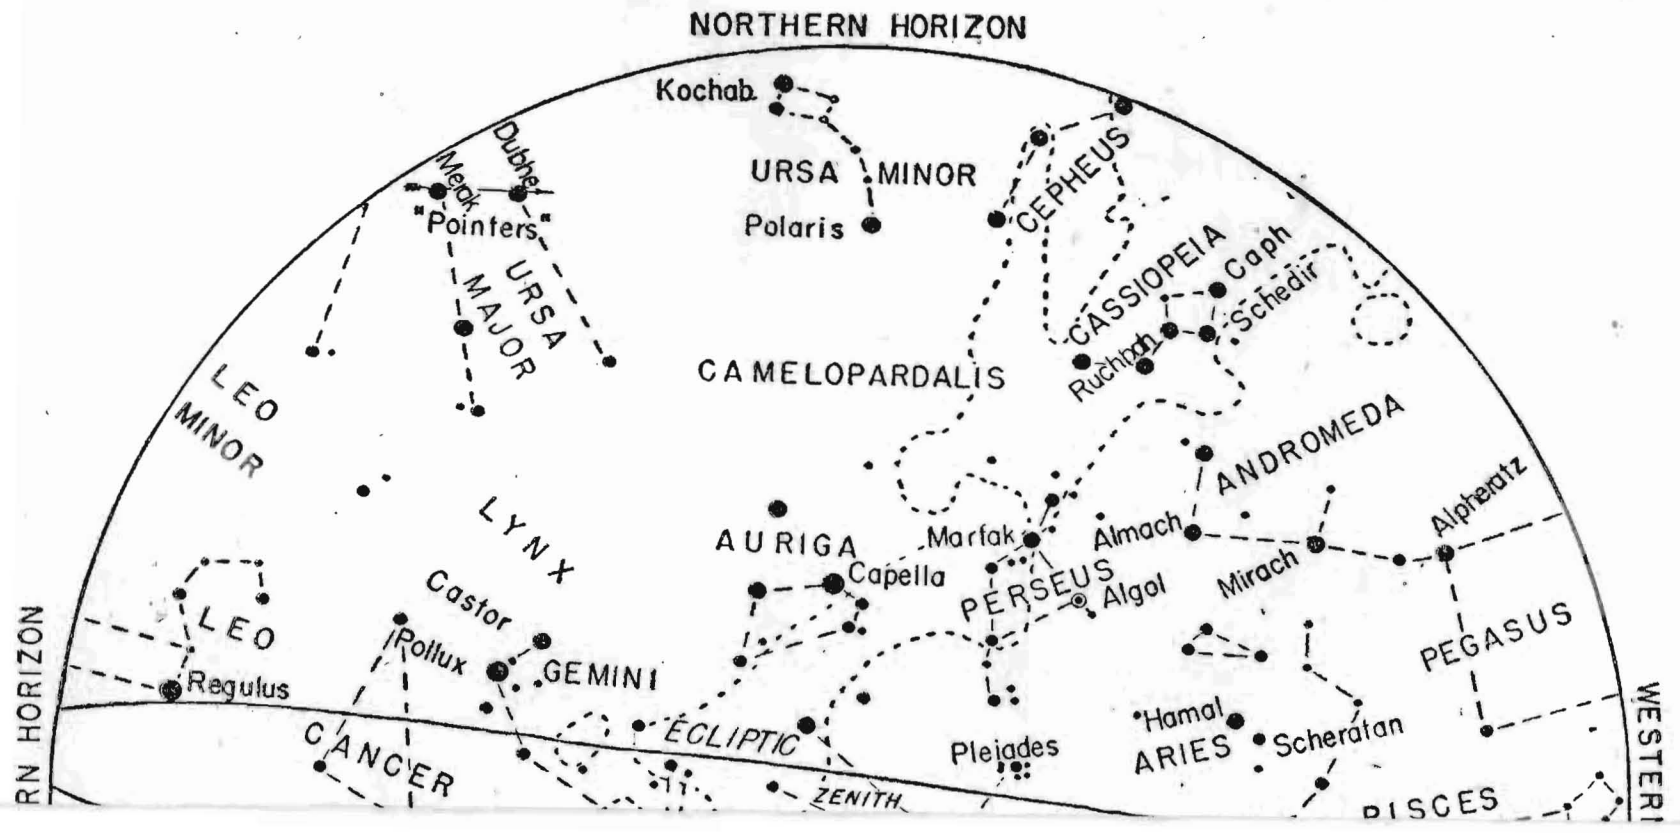 NORTHERN HORIZON
Kochab
Dubhe
Merak
"Pointers"
URSA MINOR
Polaris
CEPHEUS
CASSIOPEIA
Caph
Schedir
Ruchbah
URSA
MAJOR
CAMELOPARDALIS
LEO
MINOR
ANDROMEDA
LYNX
AURIGA
Capella
Marfak
Almach
Mirach
Alpheratz
PERSEUS
Algol
Castor
Pollux
GEMINI
LEO
Regulus
PEGASUS
CANCER
ECLIPTIC
Pleiades
Hamal
ARIES
Scheratan
ZENITH
PISCES
RN HORIZON
WESTER